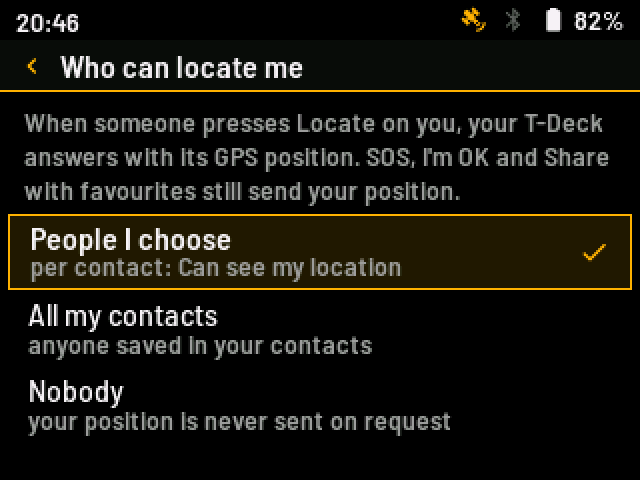 20:46
82%
Who can locate me
When someone presses Locate on you, your T-Deck
answers with its GPS position. SOS, I'm OK and Share
with favourites still send your position.
People I choose
per contact: Can see my location
All my contacts
anyone saved in your contacts
Nobody
your position is never sent on request